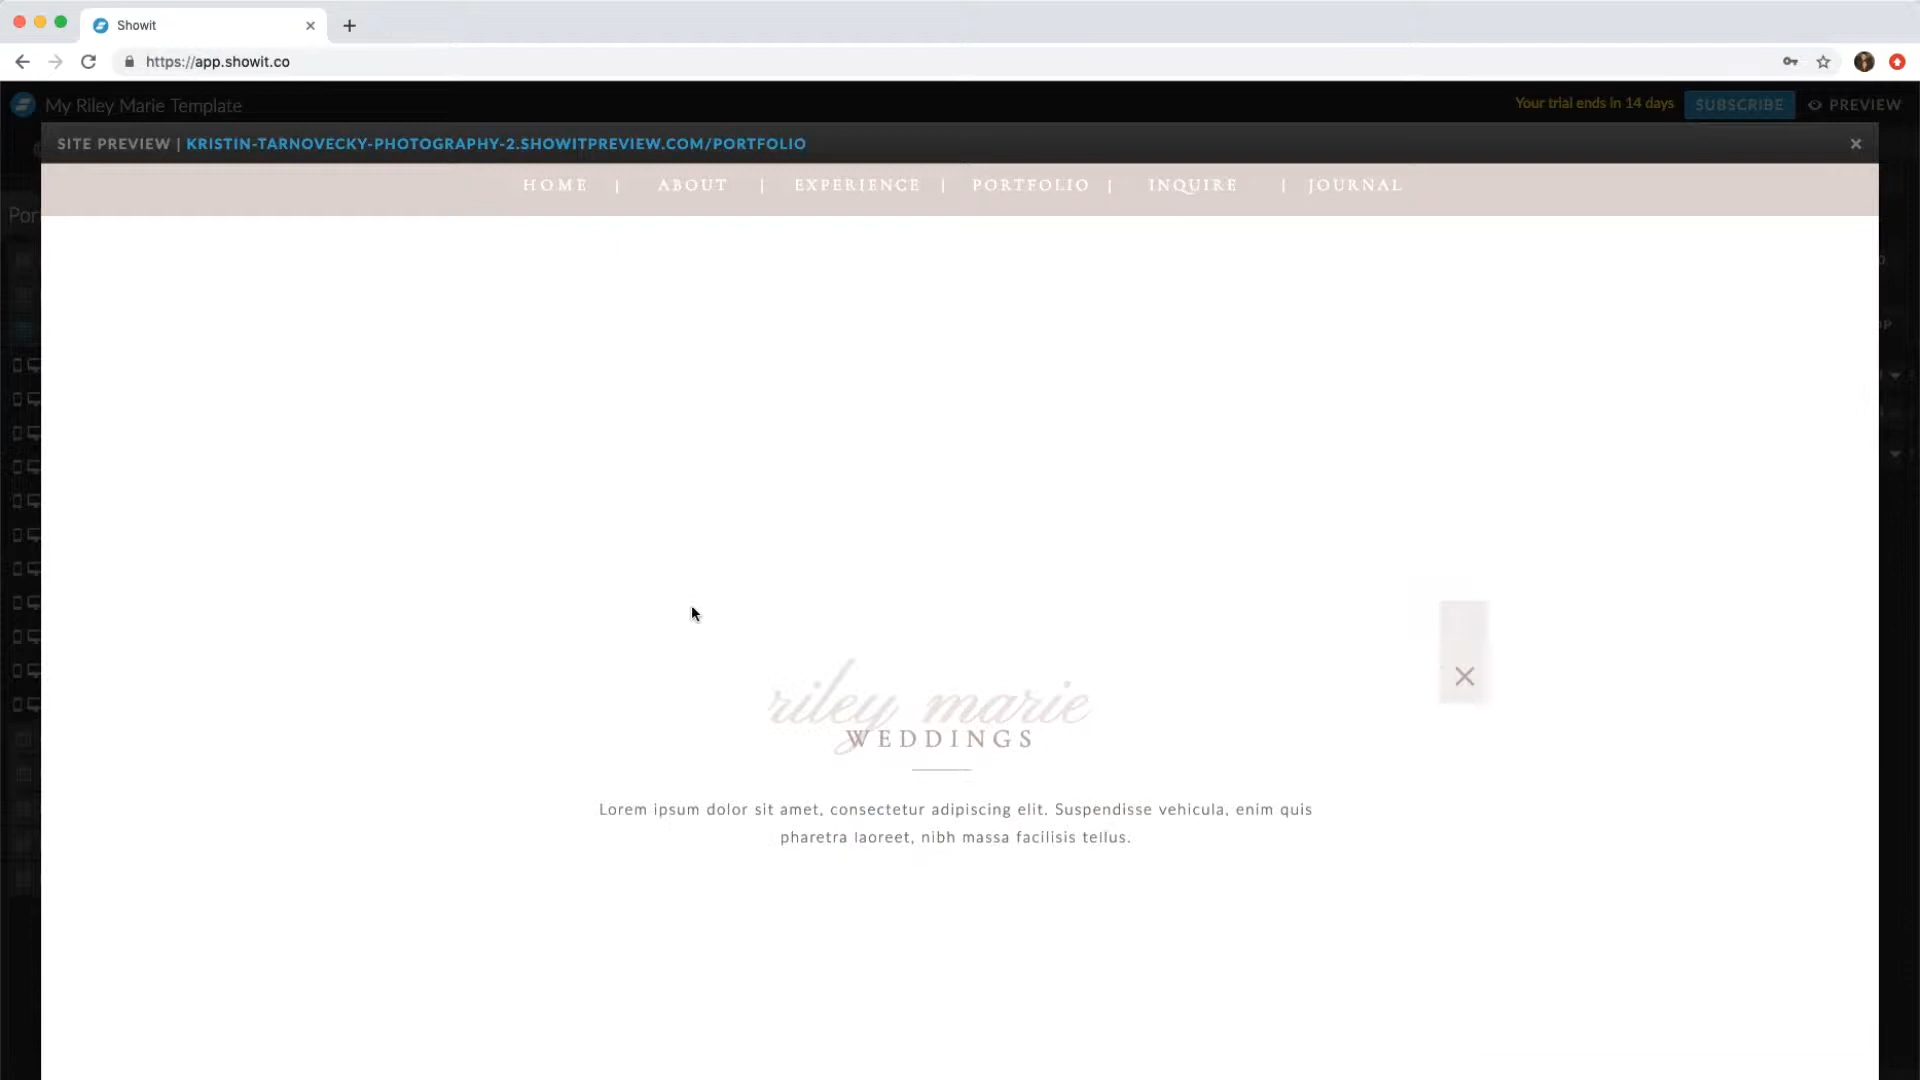 Showit
https://app.showit.co
My Riley Marie Template
Your trial ends in 14 days
SUBSCRIBE
PREVIEW
SITE PREVIEW | KRISTIN-TARNOVECKY-PHOTOGRAPHY-2.SHOWITPREVIEW.COM/PORTFOLIO
HOME | ABOUT | EXPERIENCE | PORTFOLIO | INQUIRE | JOURNAL
Por
riley marie
WEDDINGS
Lorem ipsum dolor sit amet, consectetur adipiscing elit. Suspendisse vehicula, enim quis
pharetra laoreet, nibh massa facilisis tellus.